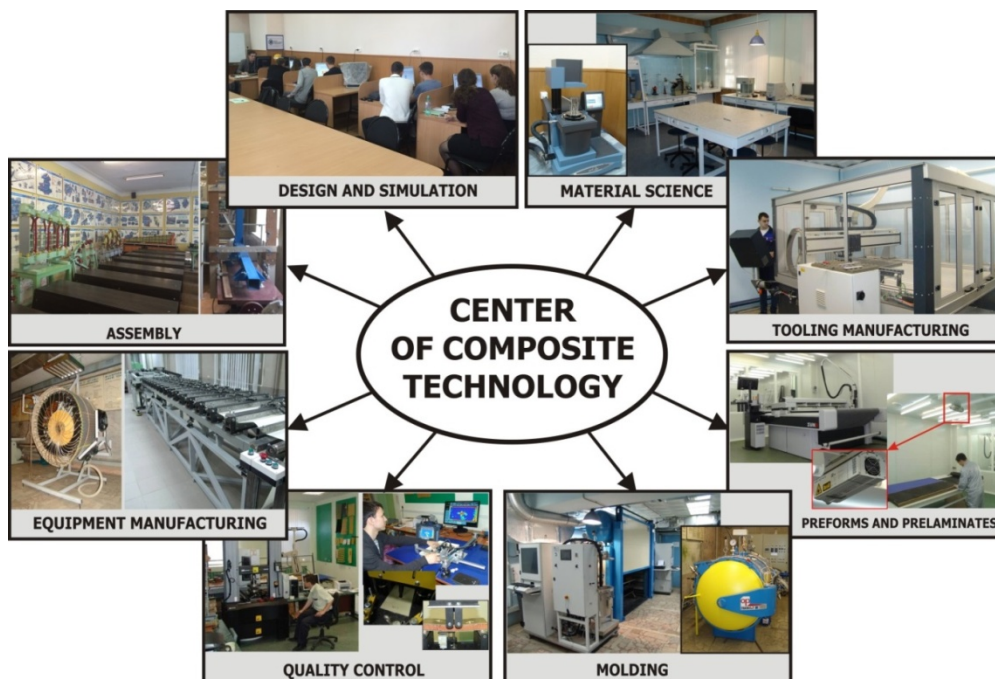 DESIGN AND SIMULATION
MATERIAL SCIENCE
ASSEMBLY
CENTER
OF COMPOSITE
TECHNOLOGY
TOOLING MANUFACTURING
EQUIPMENT MANUFACTURING
PREFORMS AND PRELAMINATES
QUALITY CONTROL
MOLDING